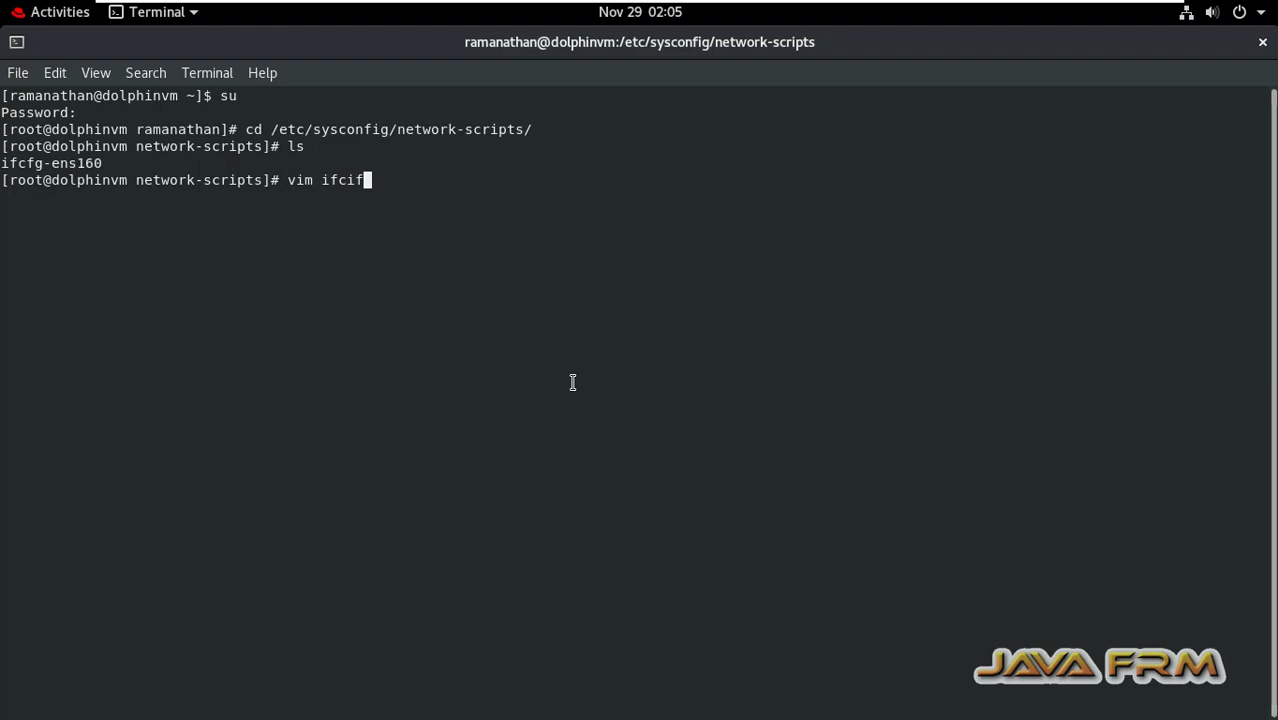 Activities Terminal Nov 29 02:05
ramanathan@dolphinvm:/etc/sysconfig/network-scripts
File Edit View Search Terminal Help
[ramanathan@dolphinvm ~]$ su
Password:
[root@dolphinvm ramanathan]# cd /etc/sysconfig/network-scripts/
[root@dolphinvm network-scripts]# ls
ifcfg-ens160
[root@dolphinvm network-scripts]# vim ifcif
JAVA FRM